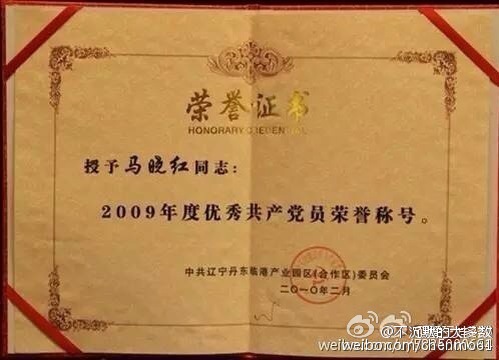 荣誉证书
HONORARY CREDENTIAL
授予马晓红同志：
2009年度优秀共产党员荣誉称号。
中共辽宁丹东临港产业园区(合作区)委员会
二〇一〇年二月
@不沉默的大多数